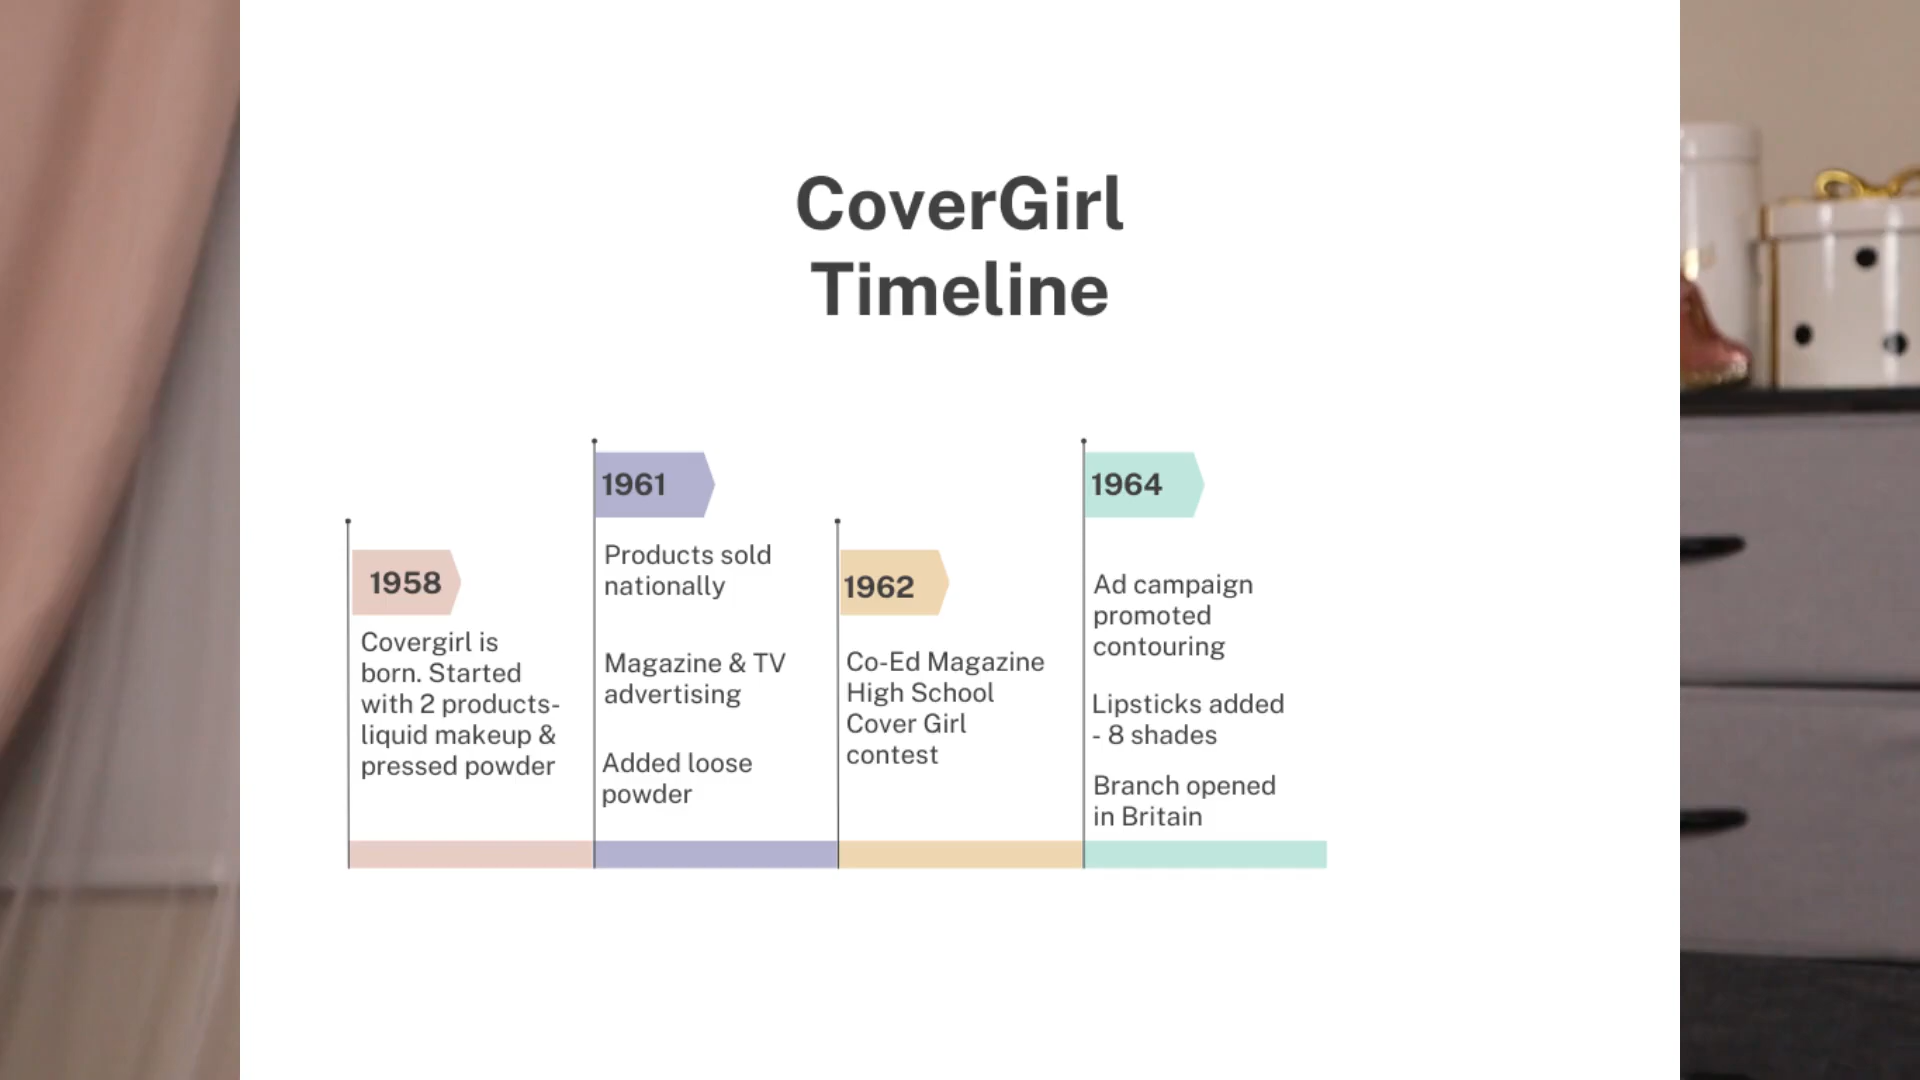 CoverGirl
Timeline
1958
Covergirl is
born. Started
with 2 products-
liquid makeup &
pressed powder
1961
Products sold
nationally
Magazine & TV
advertising
Added loose
powder
1962
Co-Ed Magazine
High School
Cover Girl
contest
1964
Ad campaign
promoted
contouring
Lipsticks added
- 8 shades
Branch opened
in Britain